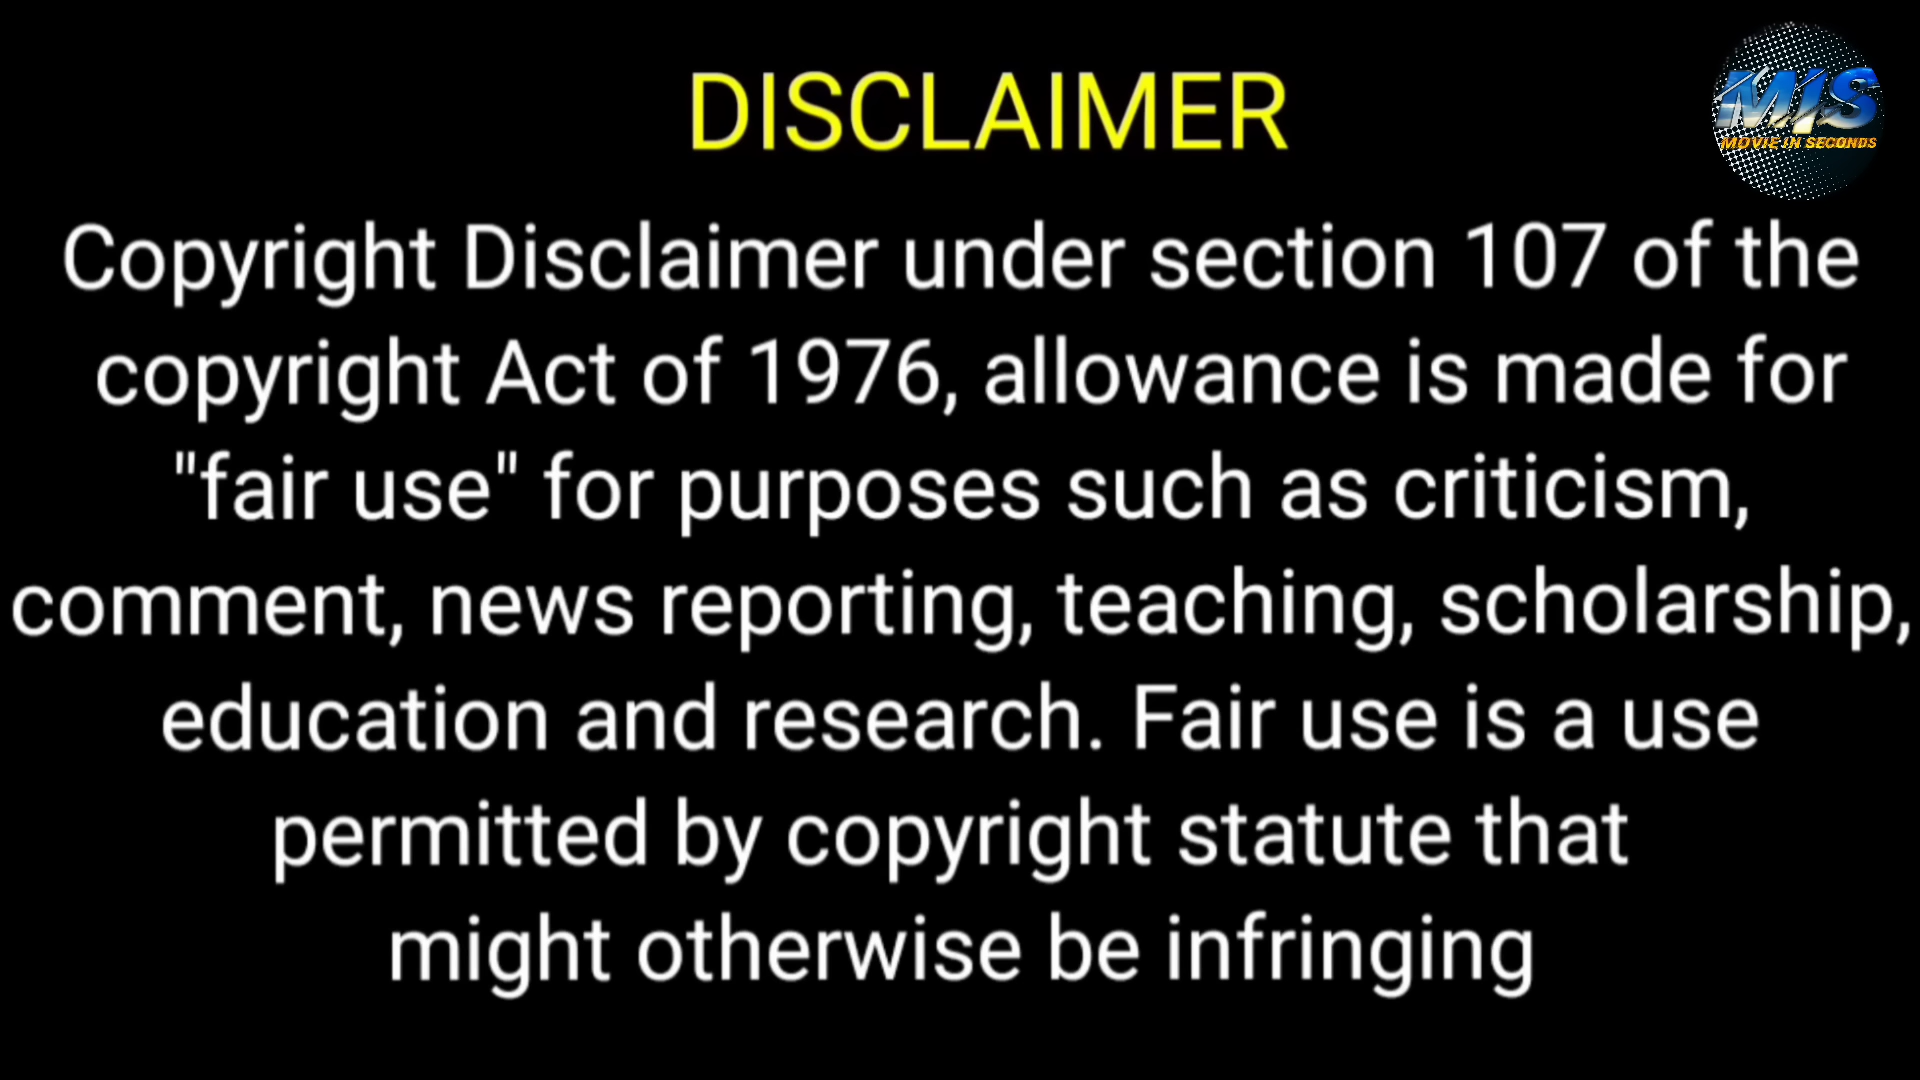 DISCLAIMER
MIS
MOVIE IN SECONDS
Copyright Disclaimer under section 107 of the
copyright Act of 1976, allowance is made for
"fair use" for purposes such as criticism,
comment, news reporting, teaching, scholarship,
education and research. Fair use is a use
permitted by copyright statute that
might otherwise be infringing